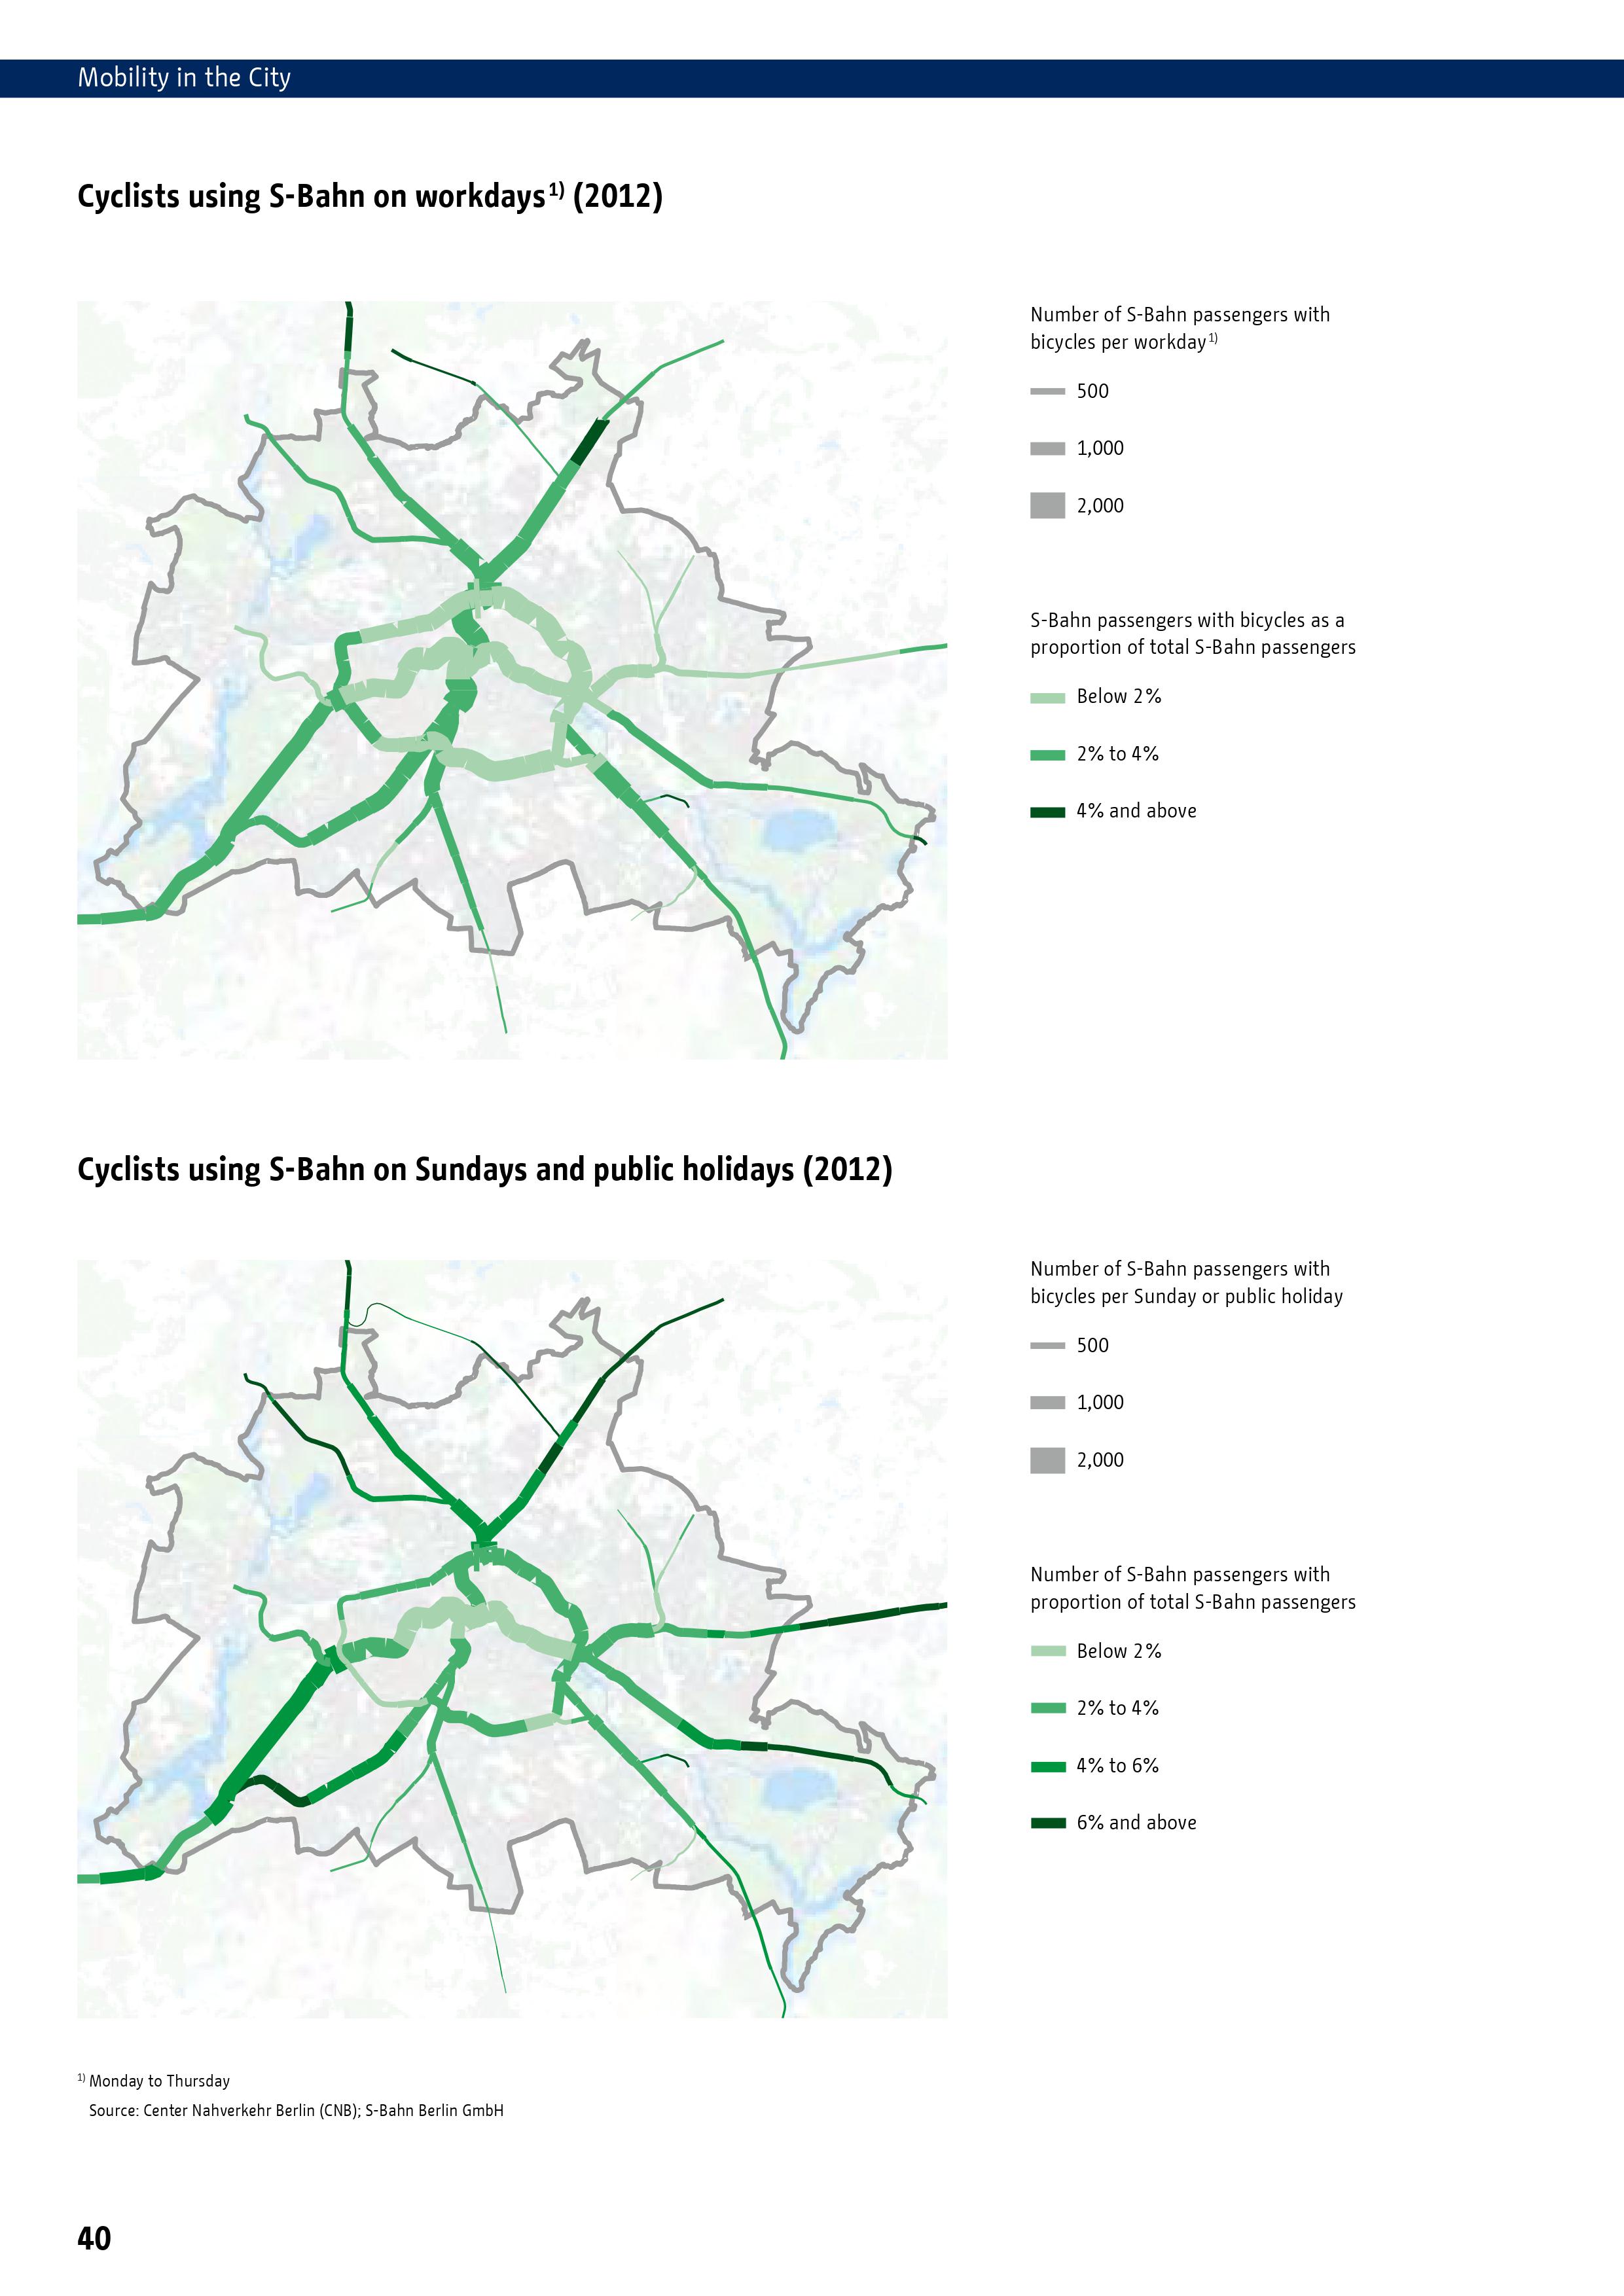 Mobility in the City
Cyclists using S-Bahn on workdays1) (2012)
Number of S-Bahn passengers with
bicycles per workday1)
500
1,000
2,000
S-Bahn passengers with bicycles as a
proportion of total S-Bahn passengers
Below 2%
2% to 4%
4% and above
Cyclists using S-Bahn on Sundays and public holidays (2012)
Number of S-Bahn passengers with
bicycles per Sunday or public holiday
500
1,000
2,000
Number of S-Bahn passengers with
proportion of total S-Bahn passengers
Below 2%
2% to 4%
4% to 6%
6% and above
1) Monday to Thursday
Source: Center Nahverkehr Berlin (CNB); S-Bahn Berlin GmbH
40